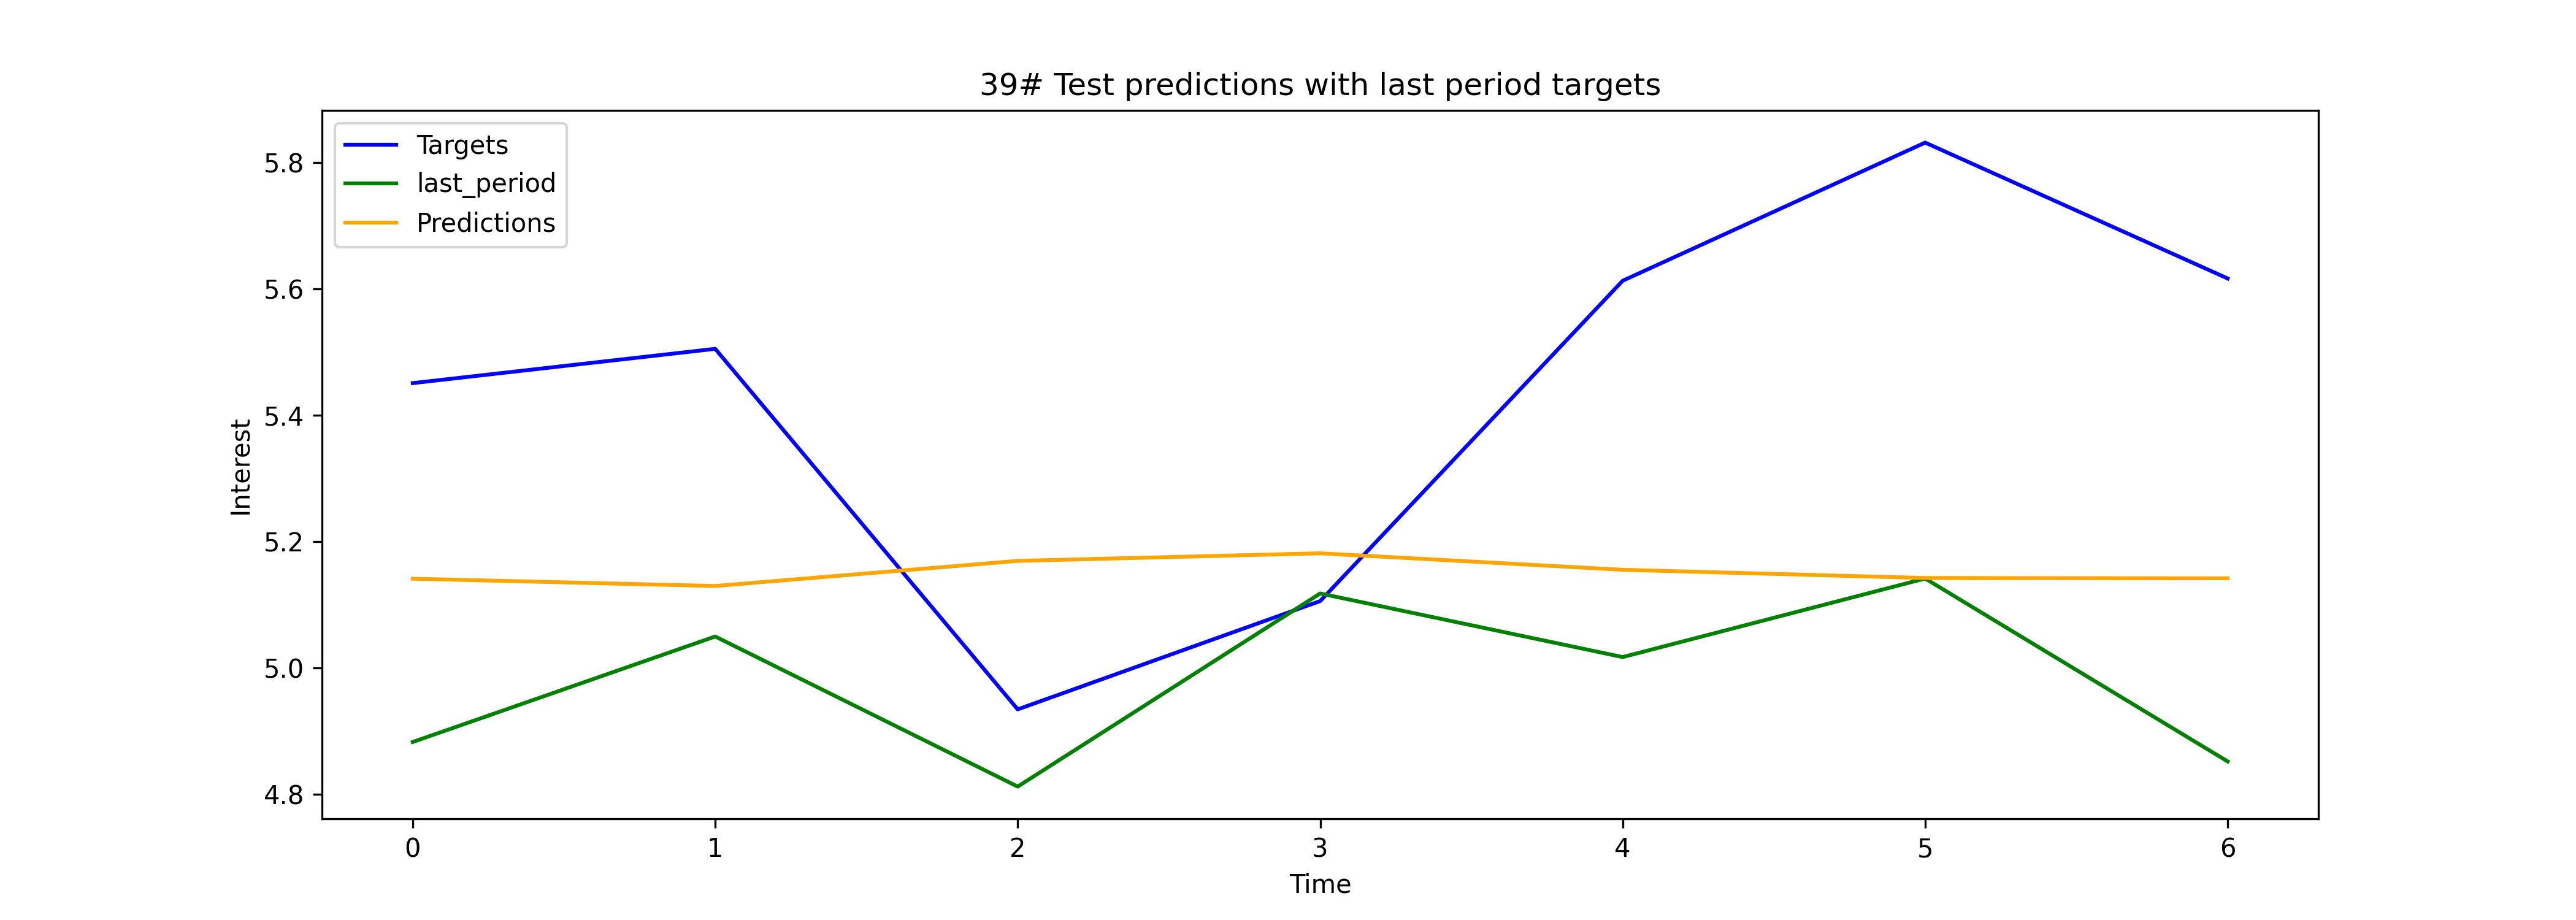 39# Test predictions with last period targets
Targets
last_period
Predictions
5.8
5.6
5.4
5.2
5.0
4.8
Interest
0 1 2 3 4 5 6
Time